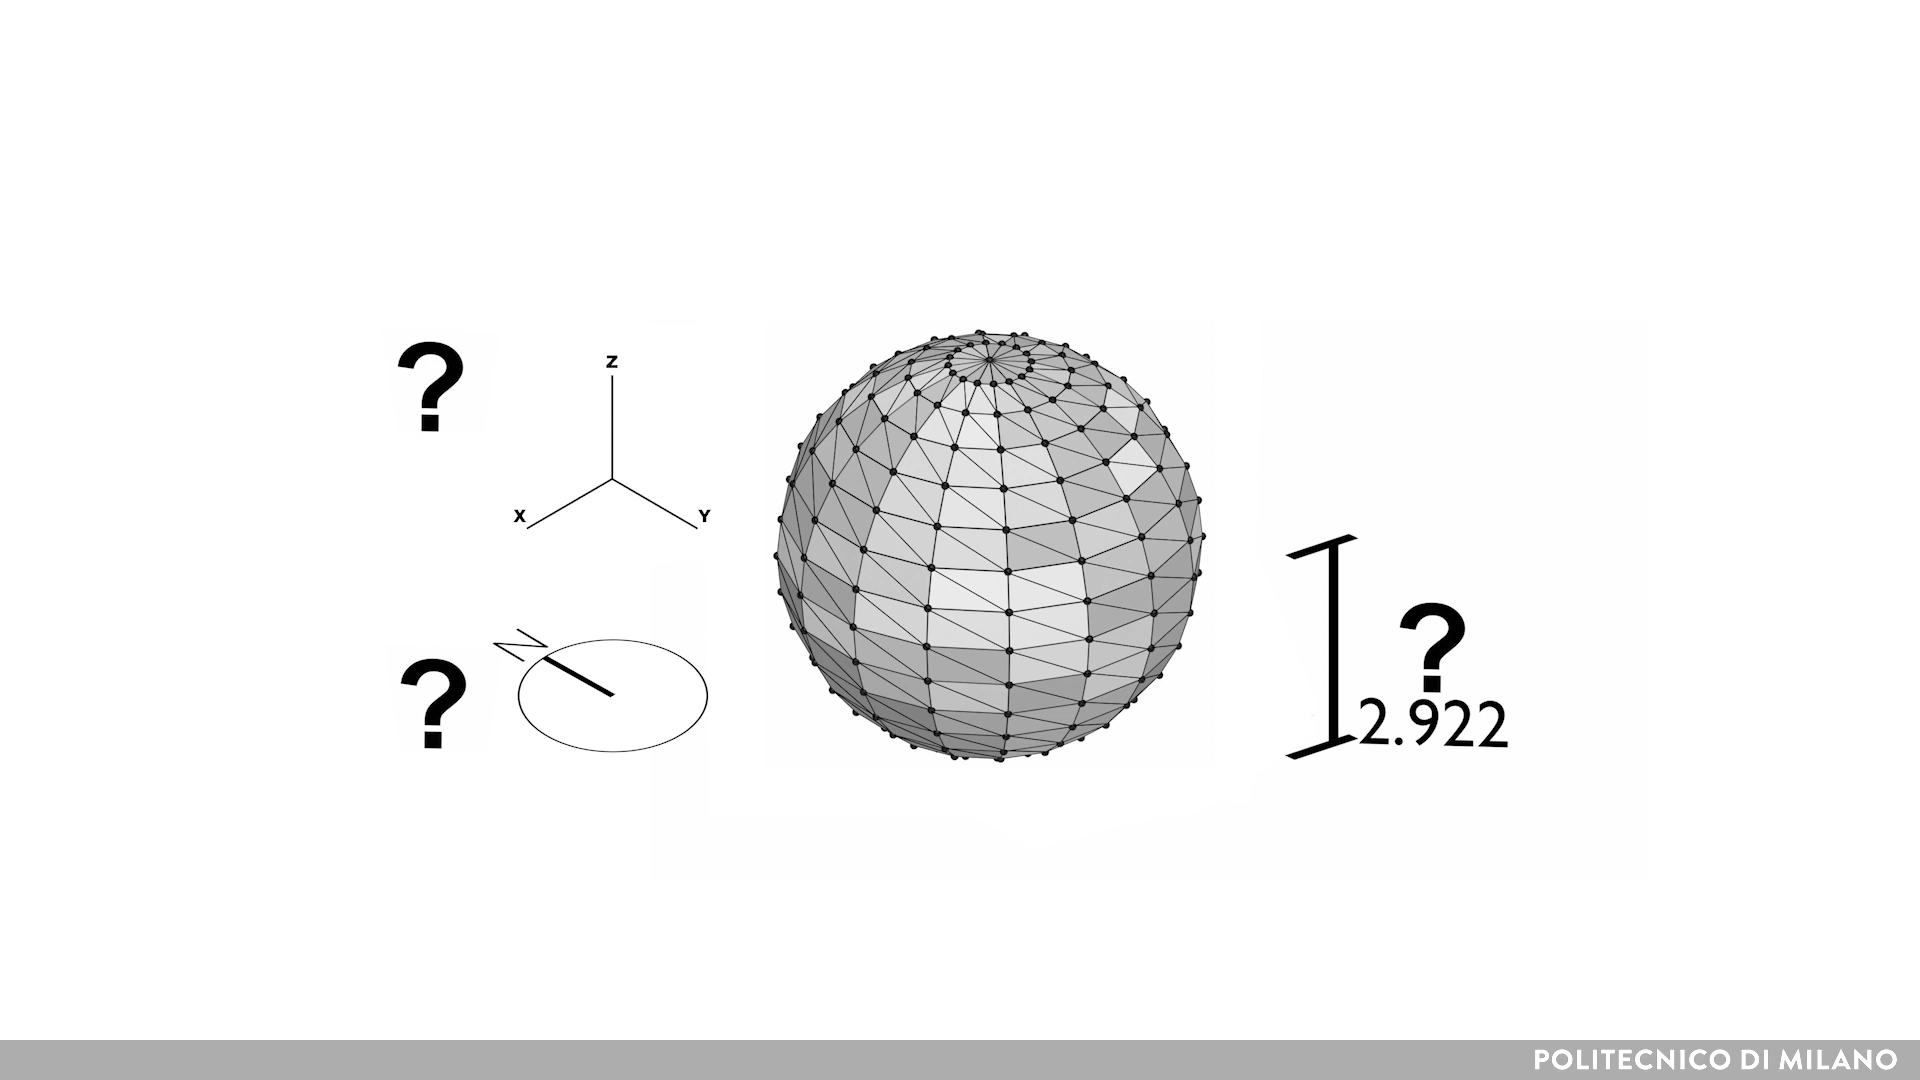 ?
Z
X
Y
?
N
?
2.922
POLITECNICO DI MILANO